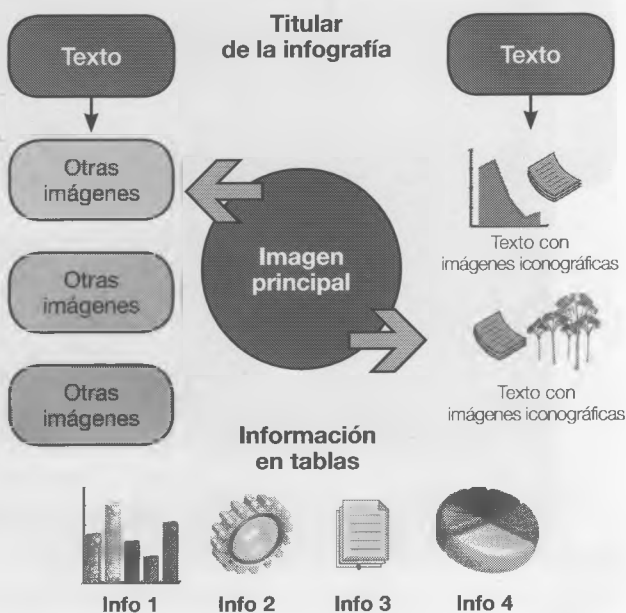 Titular
de la infografía
Texto
Texto
Otras
imágenes
Otras
imágenes
Otras
imágenes
Imagen
principal
Texto con
imágenes iconográficas
Texto con
imágenes iconográficas
Información
en tablas
Info 1
Info 2
Info 3
Info 4